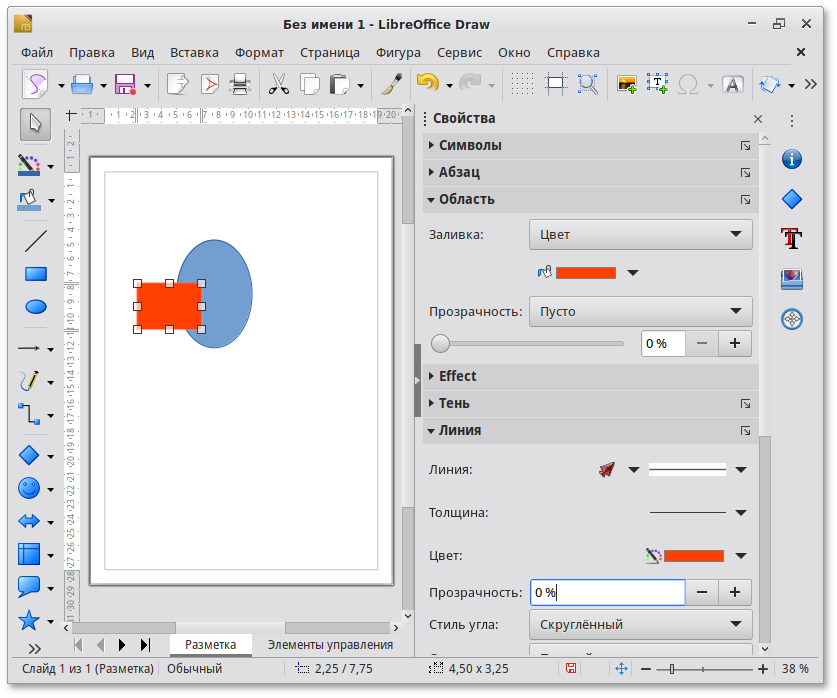 Без имени 1 - LibreOffice Draw
Файл Правка Вид Вставка Формат Страница Фигура Сервис Окно Справка
Свойства
Символы
Абзац
Область
Заливка: Цвет
Прозрачность: Пусто
0 %
Effect
Тень
Линия
Линия:
Толщина:
Цвет:
Прозрачность: 0 %
Стиль угла: Скруглённый
Разметка Элементы управления
Слайд 1 из 1 (Разметка) Обычный 2,25 / 7,75 4,50 x 3,25 38 %